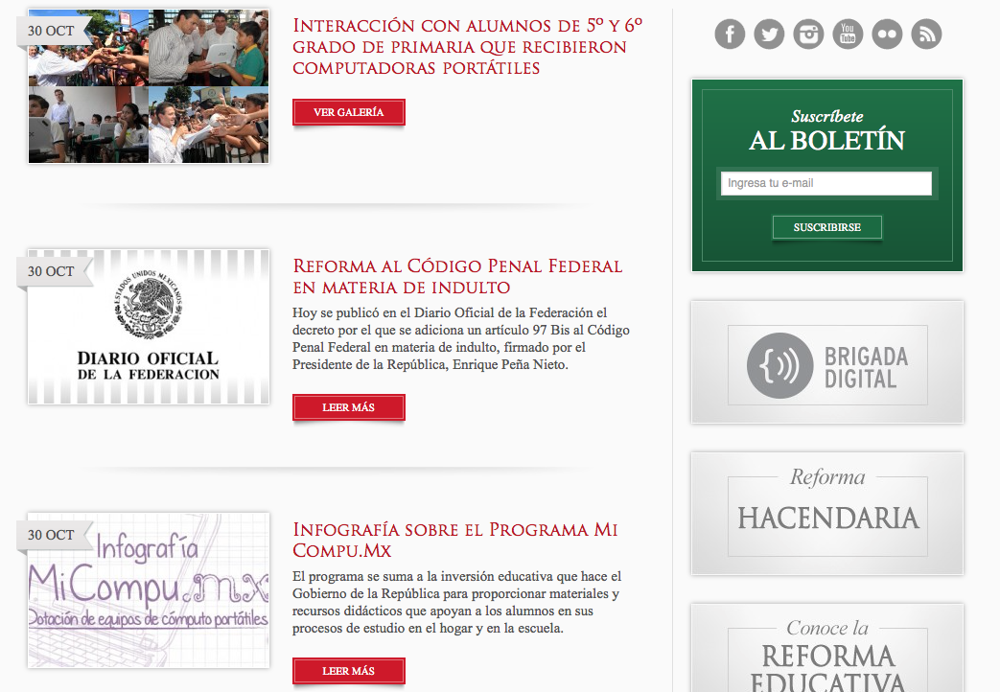 30 OCT
Interacción con alumnos de 5º y 6º
grado de primaria que recibieron
computadoras portátiles
VER GALERÍA
30 OCT
ESTADOS UNIDOS MEXICANOS
DIARIO OFICIAL
DE LA FEDERACION
Reforma al Código Penal Federal
en materia de indulto
Hoy se publicó en el Diario Oficial de la Federación el
decreto por el que se adiciona un artículo 97 Bis al Código
Penal Federal en materia de indulto, firmado por el
Presidente de la República, Enrique Peña Nieto.
LEER MÁS
30 OCT
Infografía
MiCompu.mx
Dotación de equipos de cómputo portátiles
Infografía sobre el Programa Mi
Compu.Mx
El programa se suma a la inversión educativa que hace el
Gobierno de la República para proporcionar materiales y
recursos didácticos que apoyan a los alumnos en sus
procesos de estudio en el hogar y en la escuela.
LEER MÁS
You
Tube
Suscríbete
AL BOLETÍN
Ingresa tu e-mail
SUSCRIBIRSE
BRIGADA
DIGITAL
Reforma
HACENDARIA
Conoce la
REFORMA
EDUCATIVA